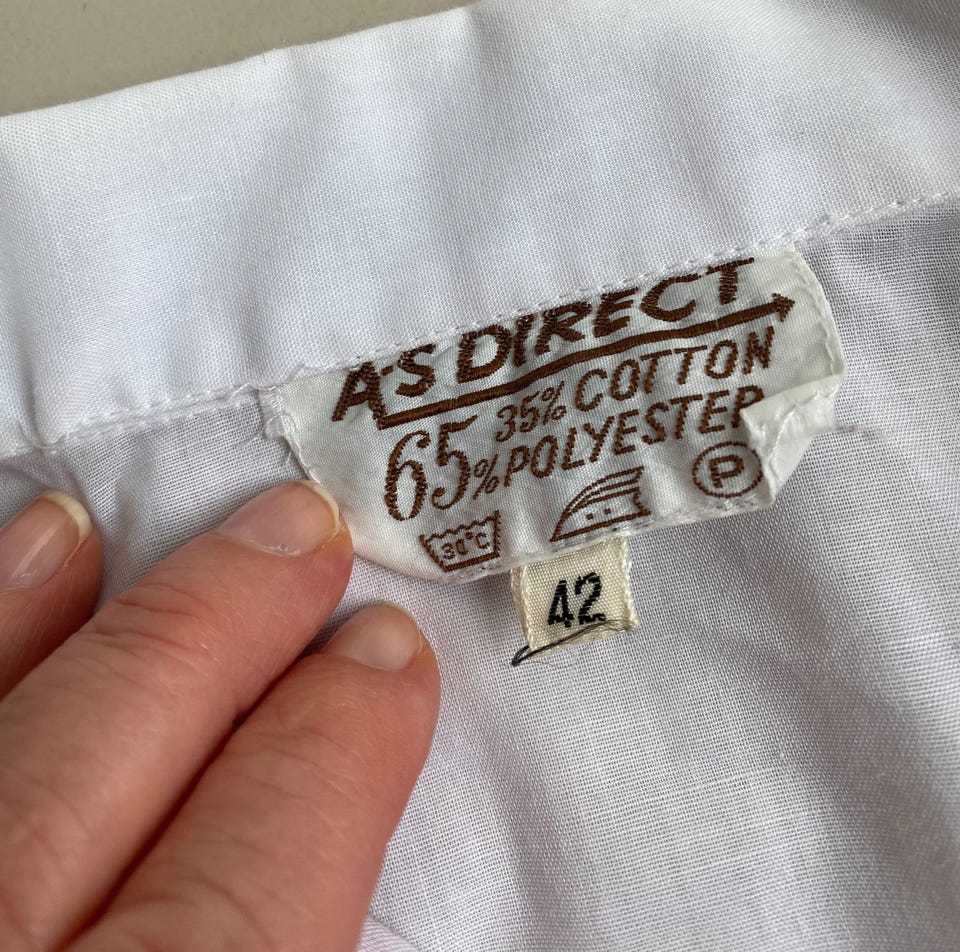 A-S DIRECT
35% COTTON
65% POLYESTER
30°C
P
42